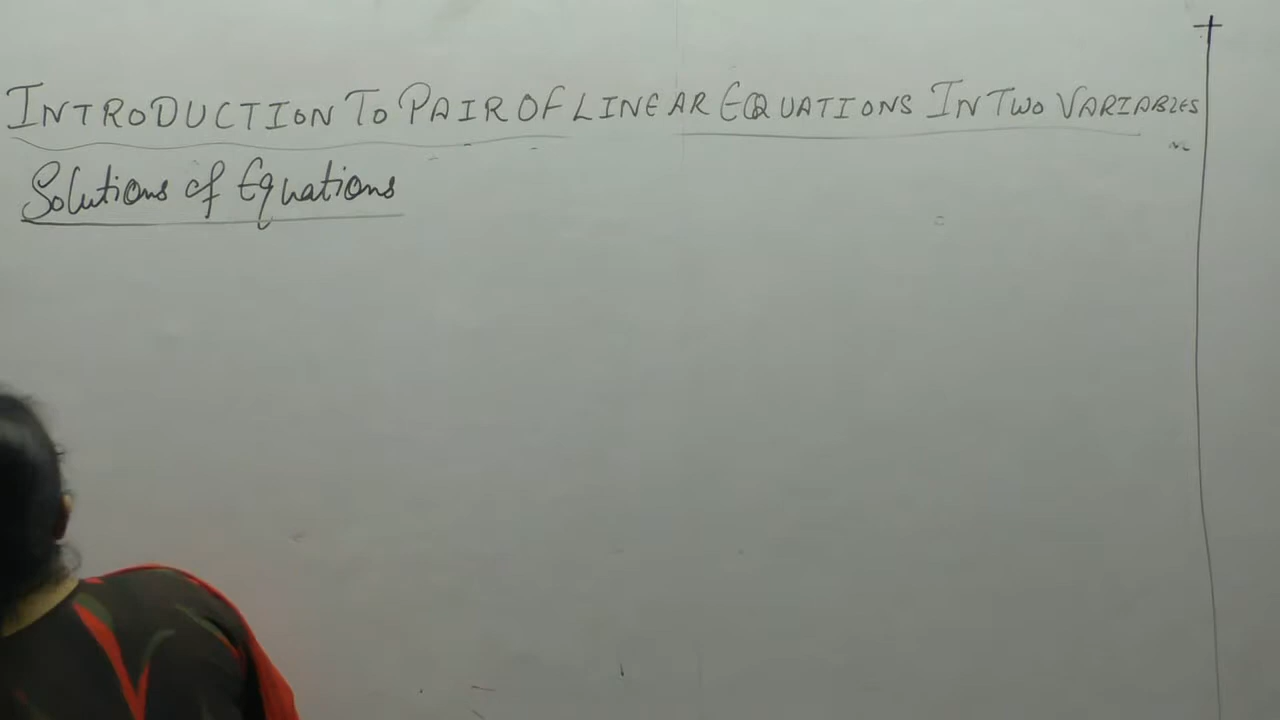 INTRODUCTION TO PAIR OF LINEAR EQUATIONS IN TWO VARIABLES
Solutions of Equations